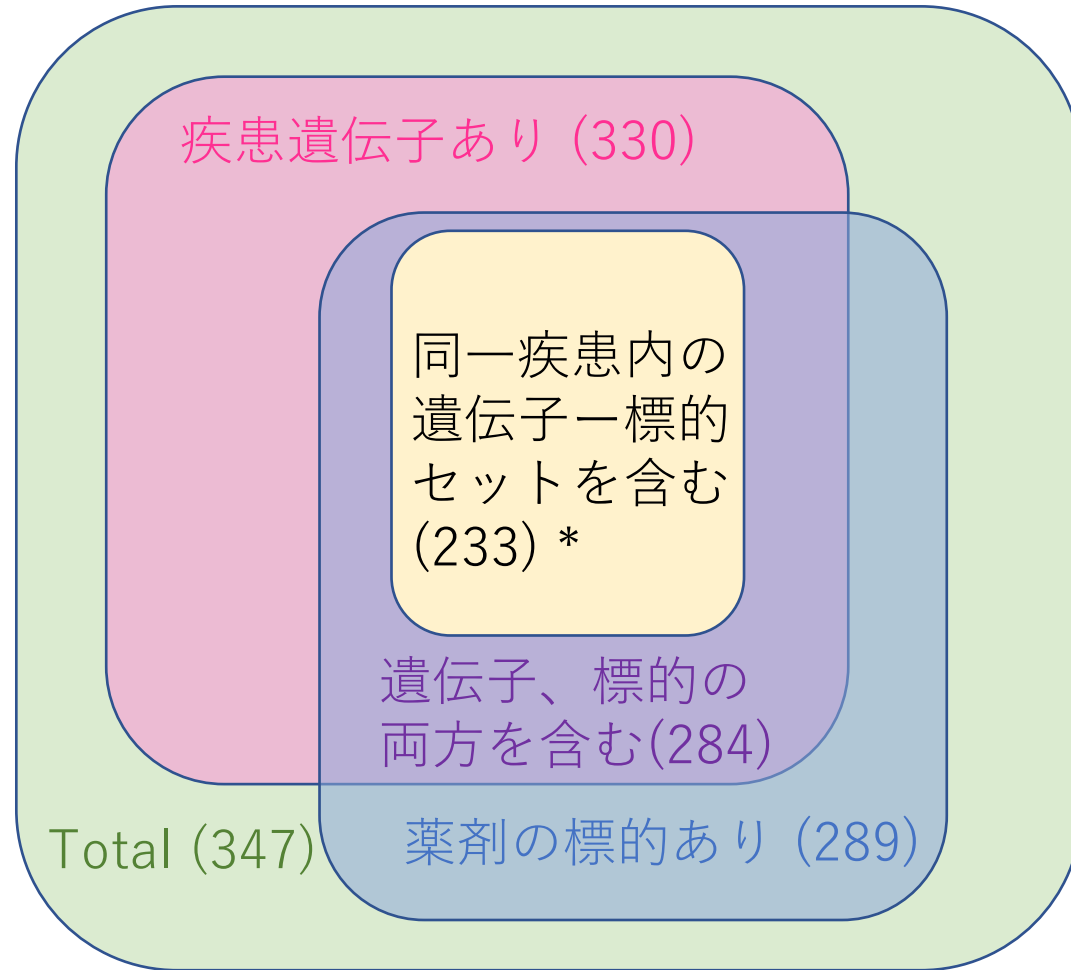 疾患遺伝子あり (330)
同一疾患内の
遺伝子ー標的
セットを含む
(233) *
遺伝子、標的の
両方を含む(284)
Total (347)
薬剤の標的あり (289)